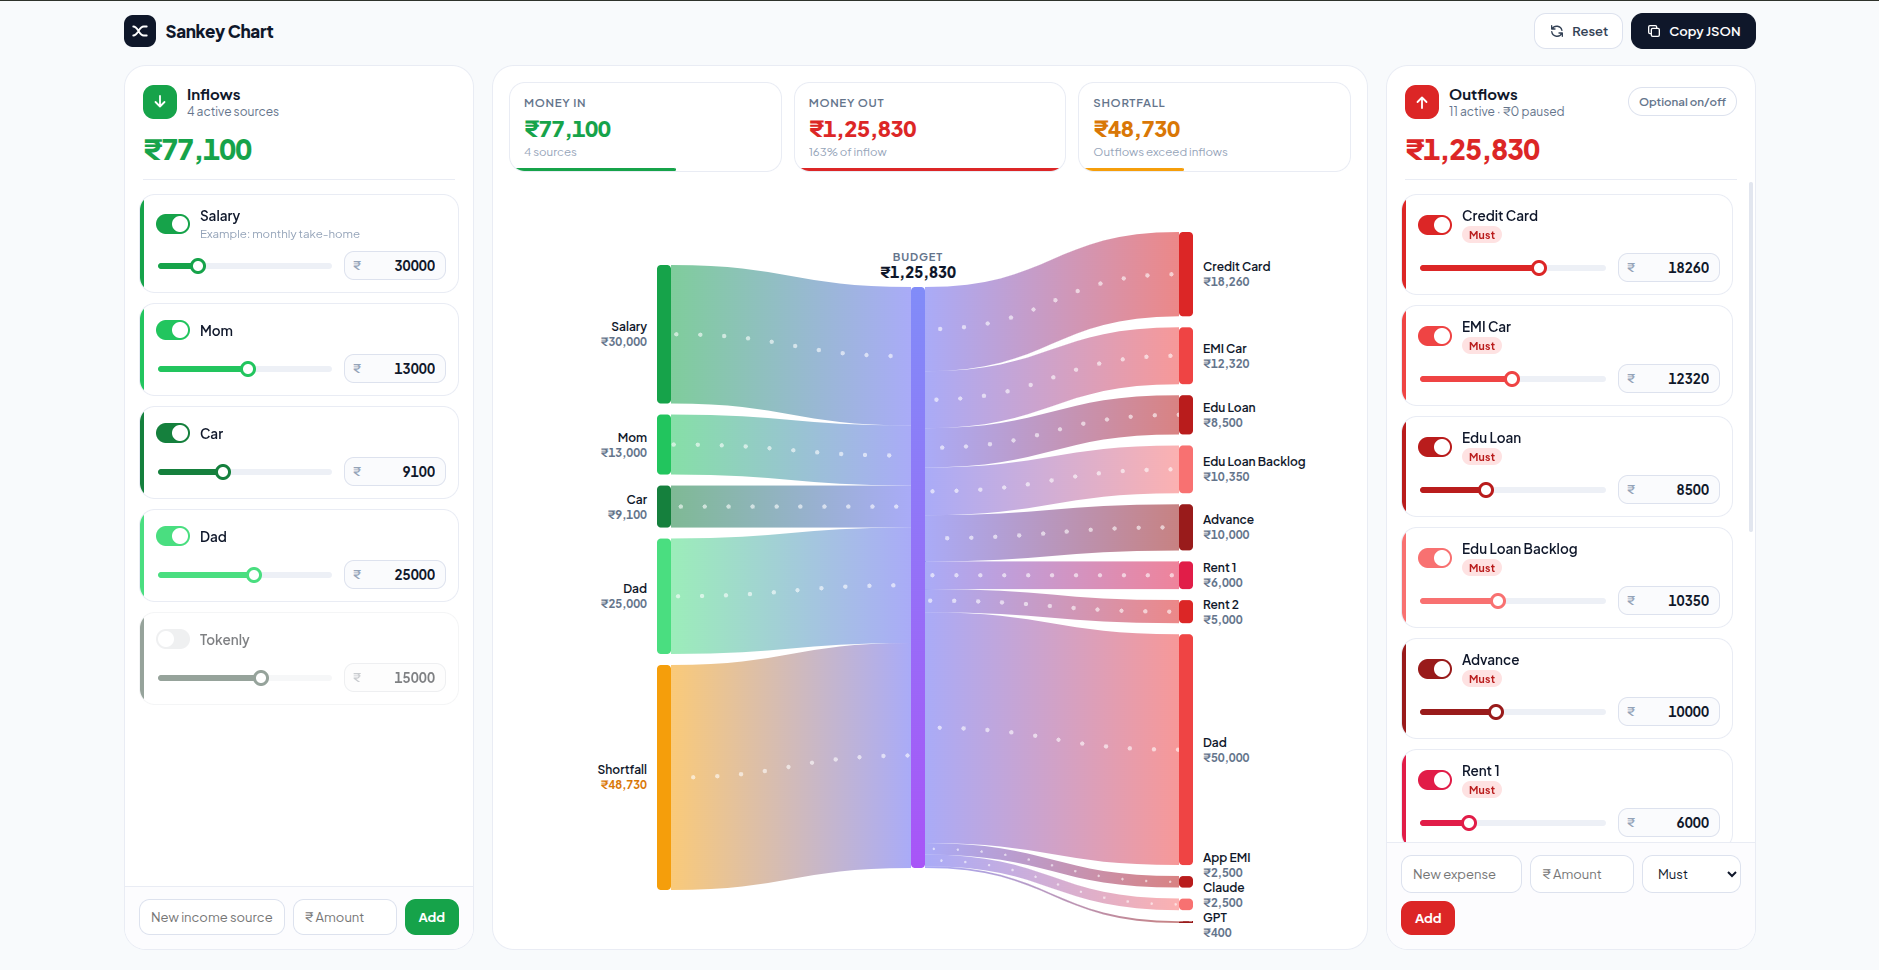 Sankey Chart
Reset
Copy JSON
Inflows
4 active sources
₹77,100
Salary
Example: monthly take-home
₹ 30000
Mom
₹ 13000
Car
₹ 9100
Dad
₹ 25000
Tokenly
₹ 15000
New income source
₹ Amount
Add
MONEY IN
₹77,100
4 sources
MONEY OUT
₹1,25,830
163% of inflow
SHORTFALL
₹48,730
Outflows exceed inflows
BUDGET
₹1,25,830
Salary
₹30,000
Mom
₹13,000
Car
₹9,100
Dad
₹25,000
Shortfall
₹48,730
Credit Card
₹18,260
EMI Car
₹12,320
Edu Loan
₹8,500
Edu Loan Backlog
₹10,350
Advance
₹10,000
Rent 1
₹6,000
Rent 2
₹5,000
Dad
₹50,000
App EMI
₹2,500
Claude
₹2,500
GPT
₹400
Outflows
11 active · ₹0 paused
Optional on/off
₹1,25,830
Credit Card
Must
₹ 18260
EMI Car
Must
₹ 12320
Edu Loan
Must
₹ 8500
Edu Loan Backlog
Must
₹ 10350
Advance
Must
₹ 10000
Rent 1
Must
₹ 6000
New expense
₹ Amount
Must
Add